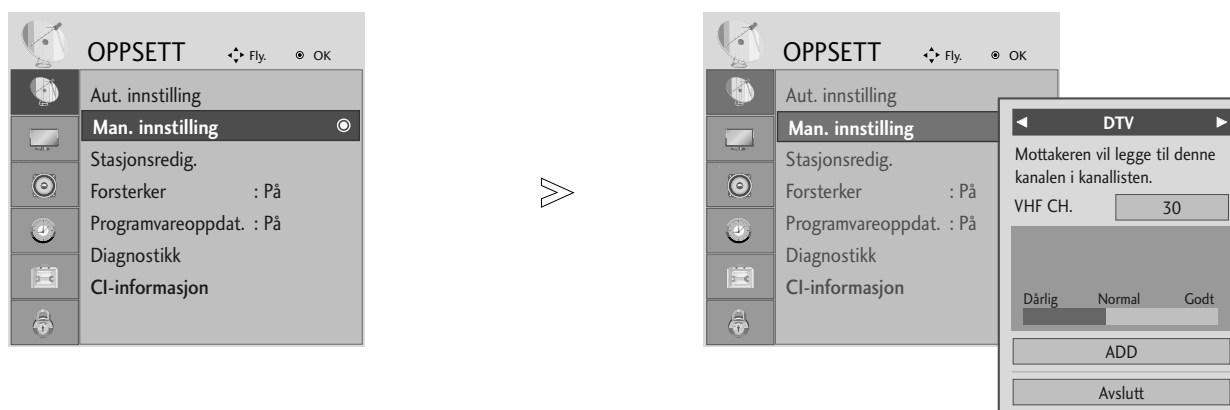 OPPSETT Fly. OK
Aut. innstilling
Man. innstilling
Stasjonsredig.
Forsterker : På
Programvareoppdat. : På
Diagnostikk
CI-informasjon
OPPSETT Fly. OK
Aut. innstilling
Man. innstilling
Stasjonsredig.
Forsterker : På
Programvareoppdat. : På
Diagnostikk
CI-informasjon
DTV
Mottakeren vil legge til denne
kanalen i kanallisten.
VHF CH. 30
Dårlig Normal Godt
ADD
Avslutt